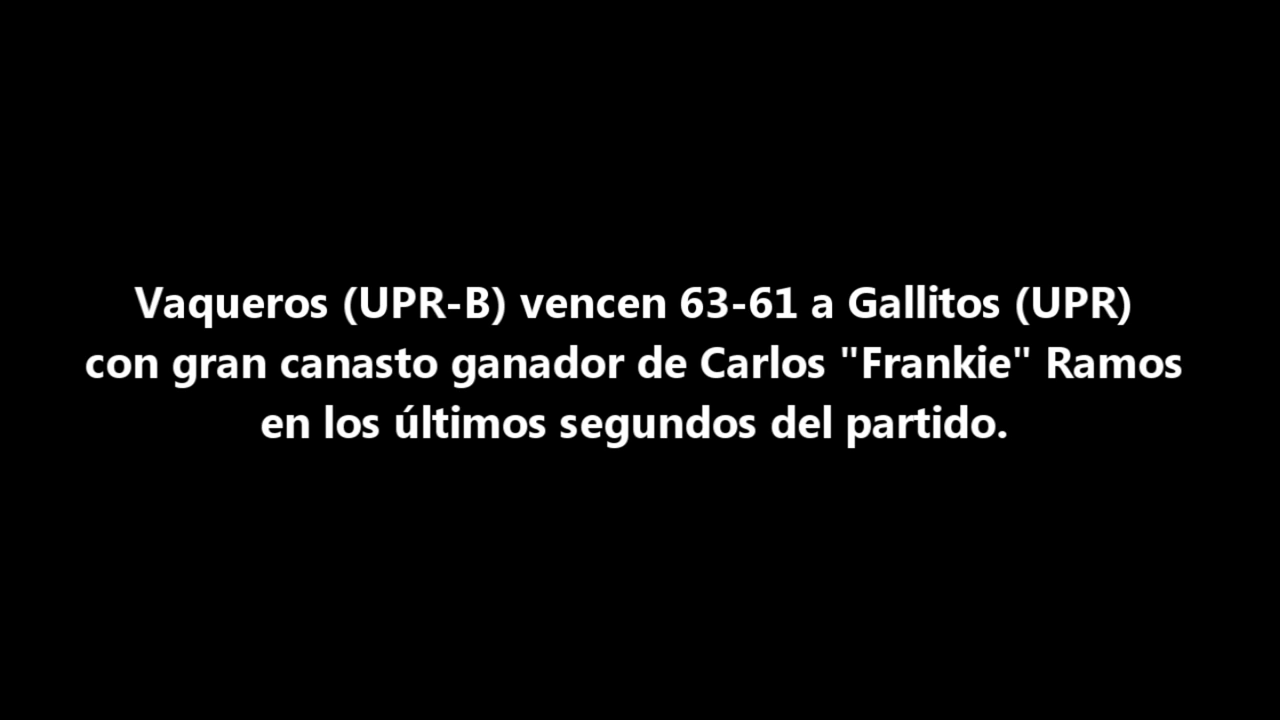 Vaqueros (UPR-B) vencen 63-61 a Gallitos (UPR)
con gran canasto ganador de Carlos "Frankie" Ramos
en los últimos segundos del partido.